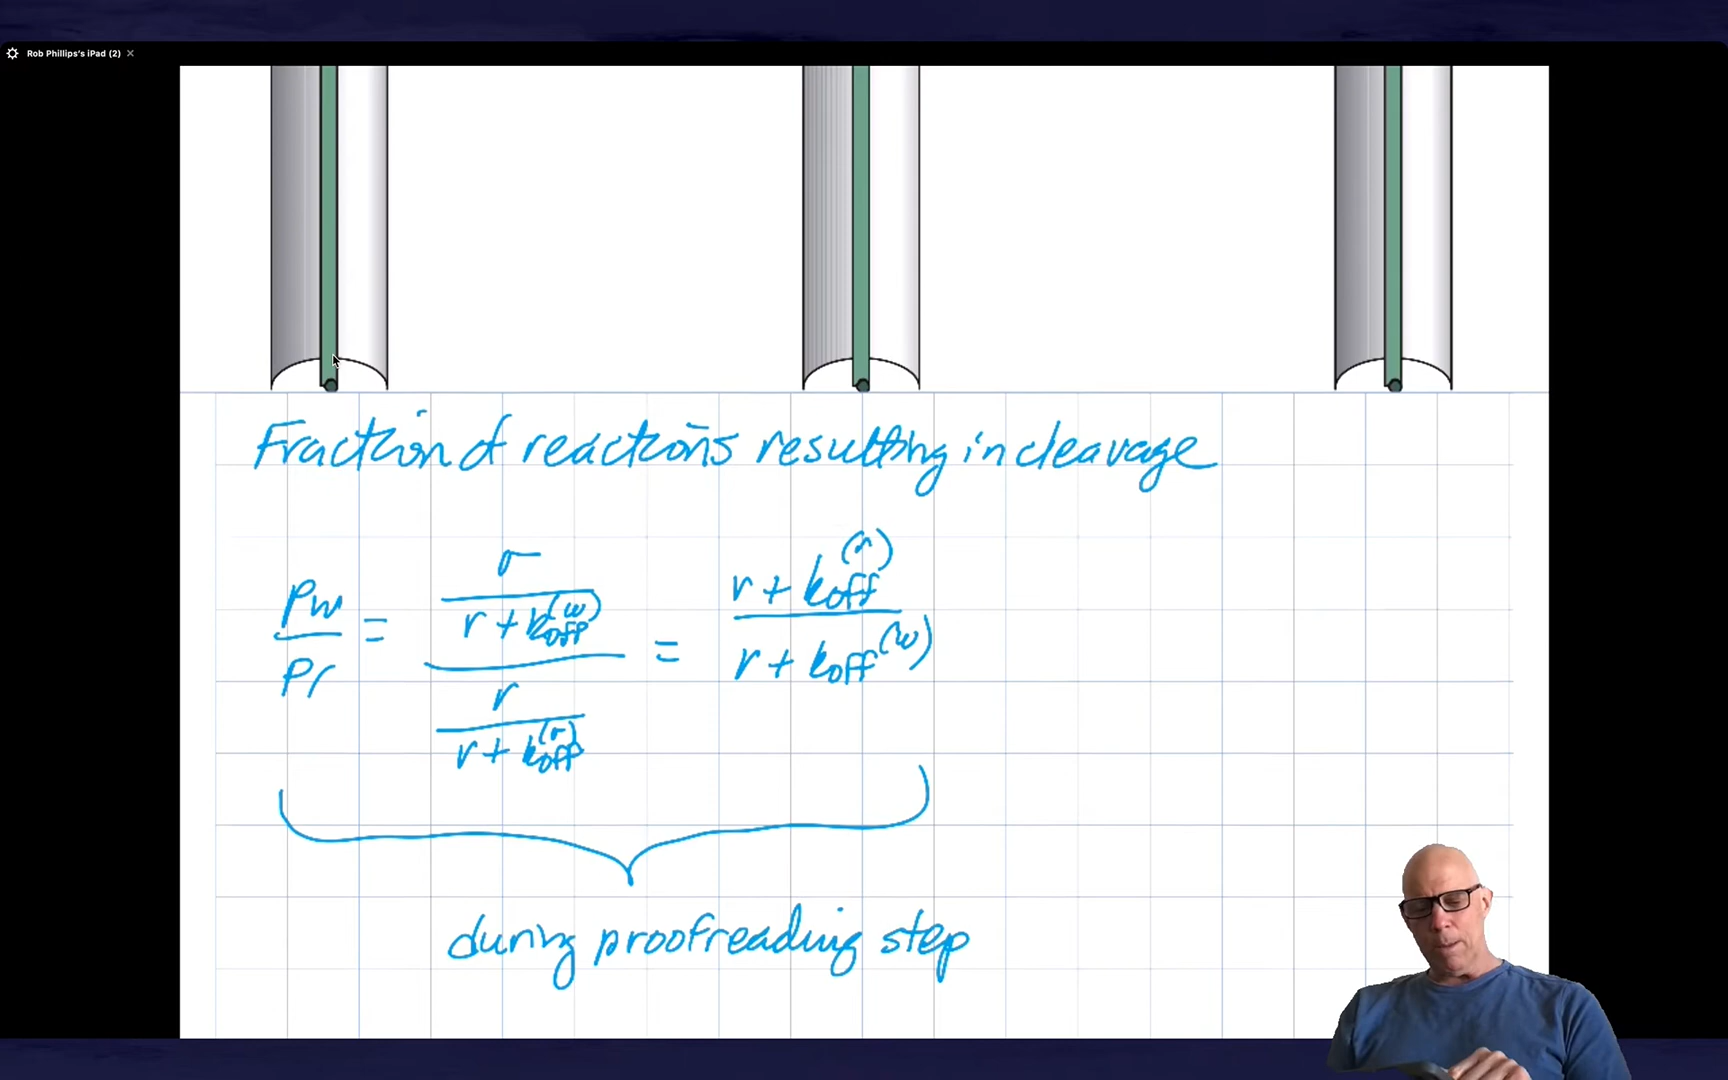 Rob Phillips's iPad (2) ×
Fraction of reactions resulting in cleavage
pw/pr = (r/(r + koff^(w)))/(r/(r + koff^(r))) = (r + koff^(r))/(r + koff^(w))
during proofreading step